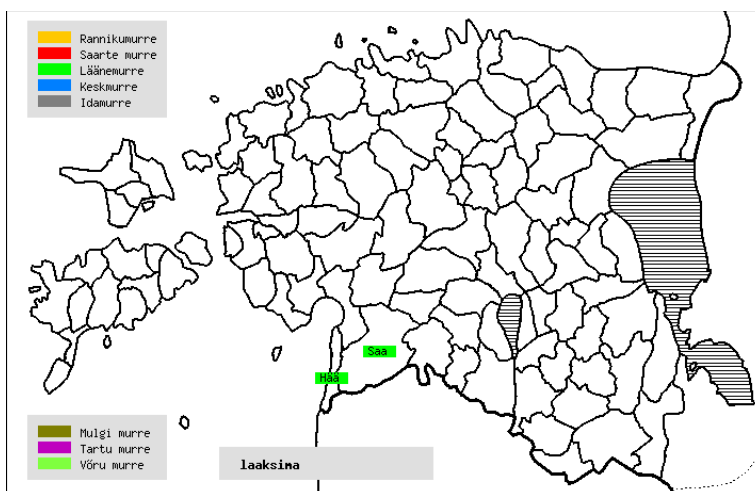 Rannikumurre
Saarte murre
Läänemurre
Keskmurre
Idamurre
Saa
Hää
Mulgi murre
Tartu murre
Võru murre
laaksima